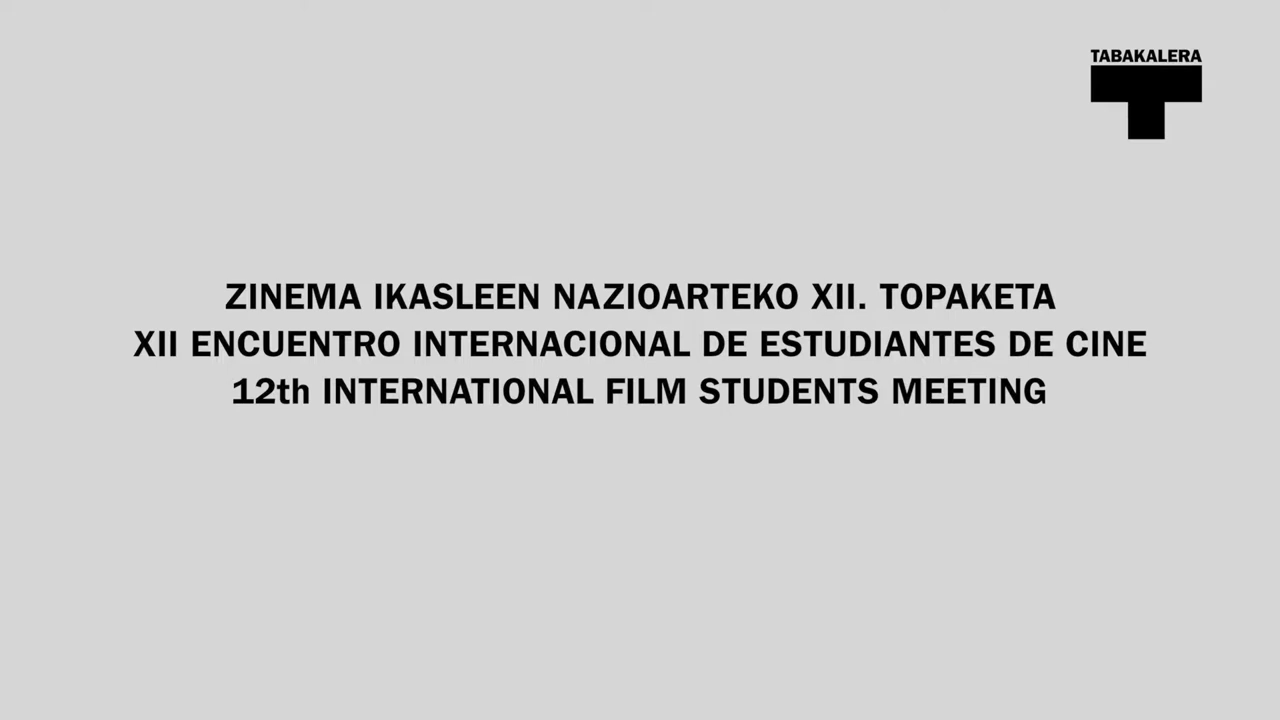 TABAKALERA
ZINEMA IKASLEEN NAZIOARTEKO XII. TOPAKETA
XII ENCUENTRO INTERNACIONAL DE ESTUDIANTES DE CINE
12th INTERNATIONAL FILM STUDENTS MEETING